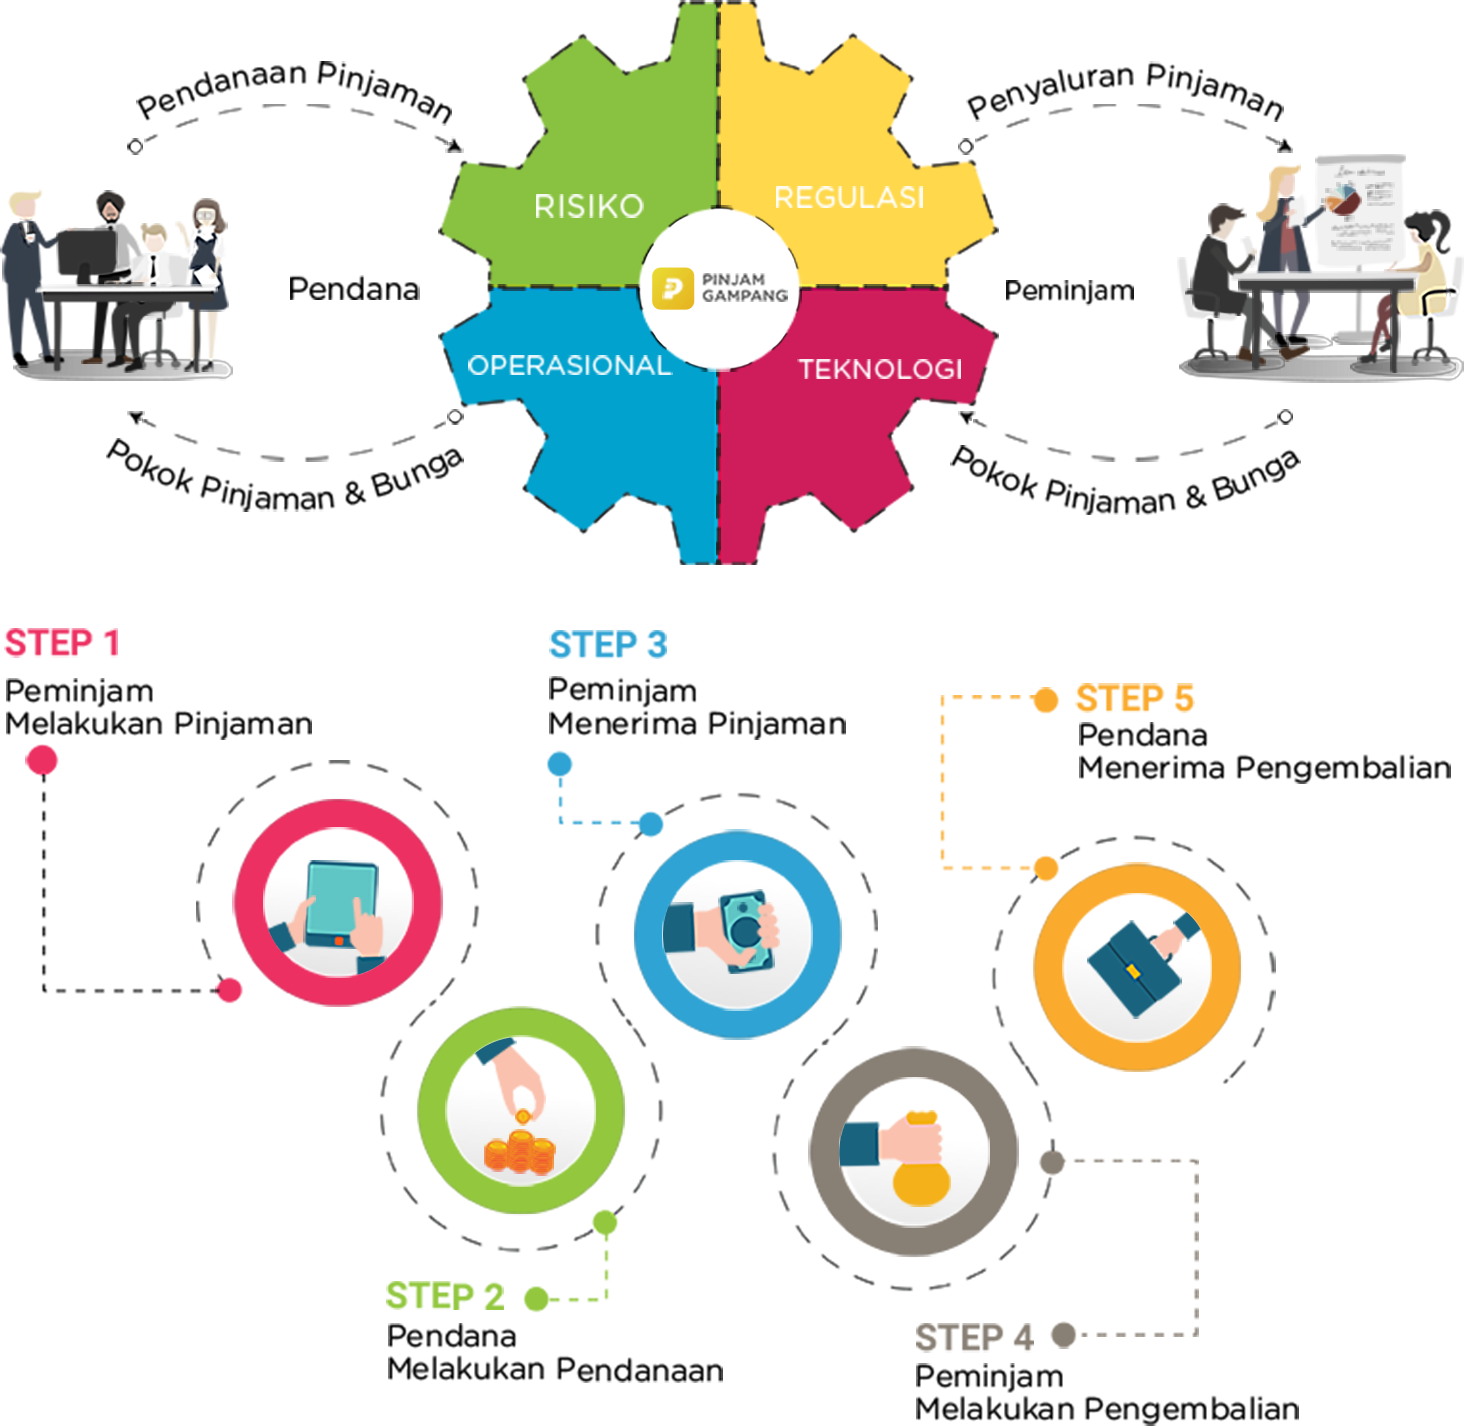 Pendanaan Pinjaman
Penyaluran Pinjaman
RISIKO
REGULASI
Pendana
PINJAM
GAMPANG
Peminjam
OPERASIONAL
TEKNOLOGI
Pokok Pinjaman & Bunga
Pokok Pinjaman & Bunga
STEP 1
Peminjam
Melakukan Pinjaman
STEP 3
Peminjam
Menerima Pinjaman
STEP 5
Pendana
Menerima Pengembalian
STEP 2
Pendana
Melakukan Pendanaan
STEP 4
Peminjam
Melakukan Pengembalian